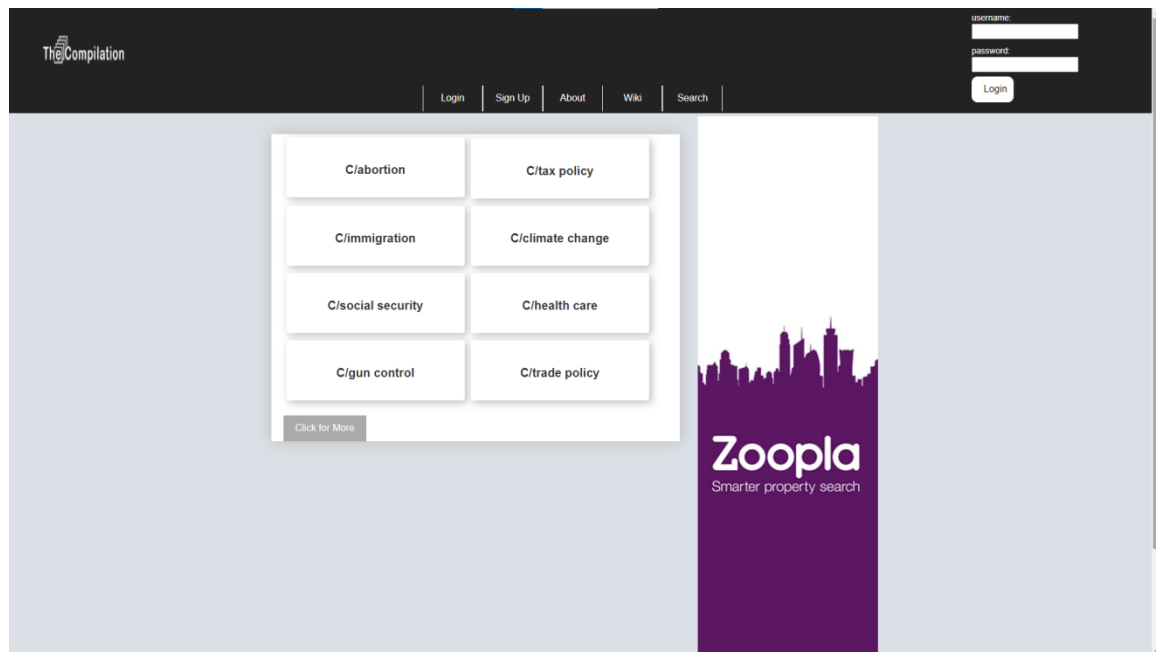 username:
TheCompilation
password:
Login
Login Sign Up About Wiki Search
C/abortion C/tax policy
C/immigration C/climate change
C/social security C/health care
C/gun control C/trade policy
Click for More
Zoopla
Smarter property search